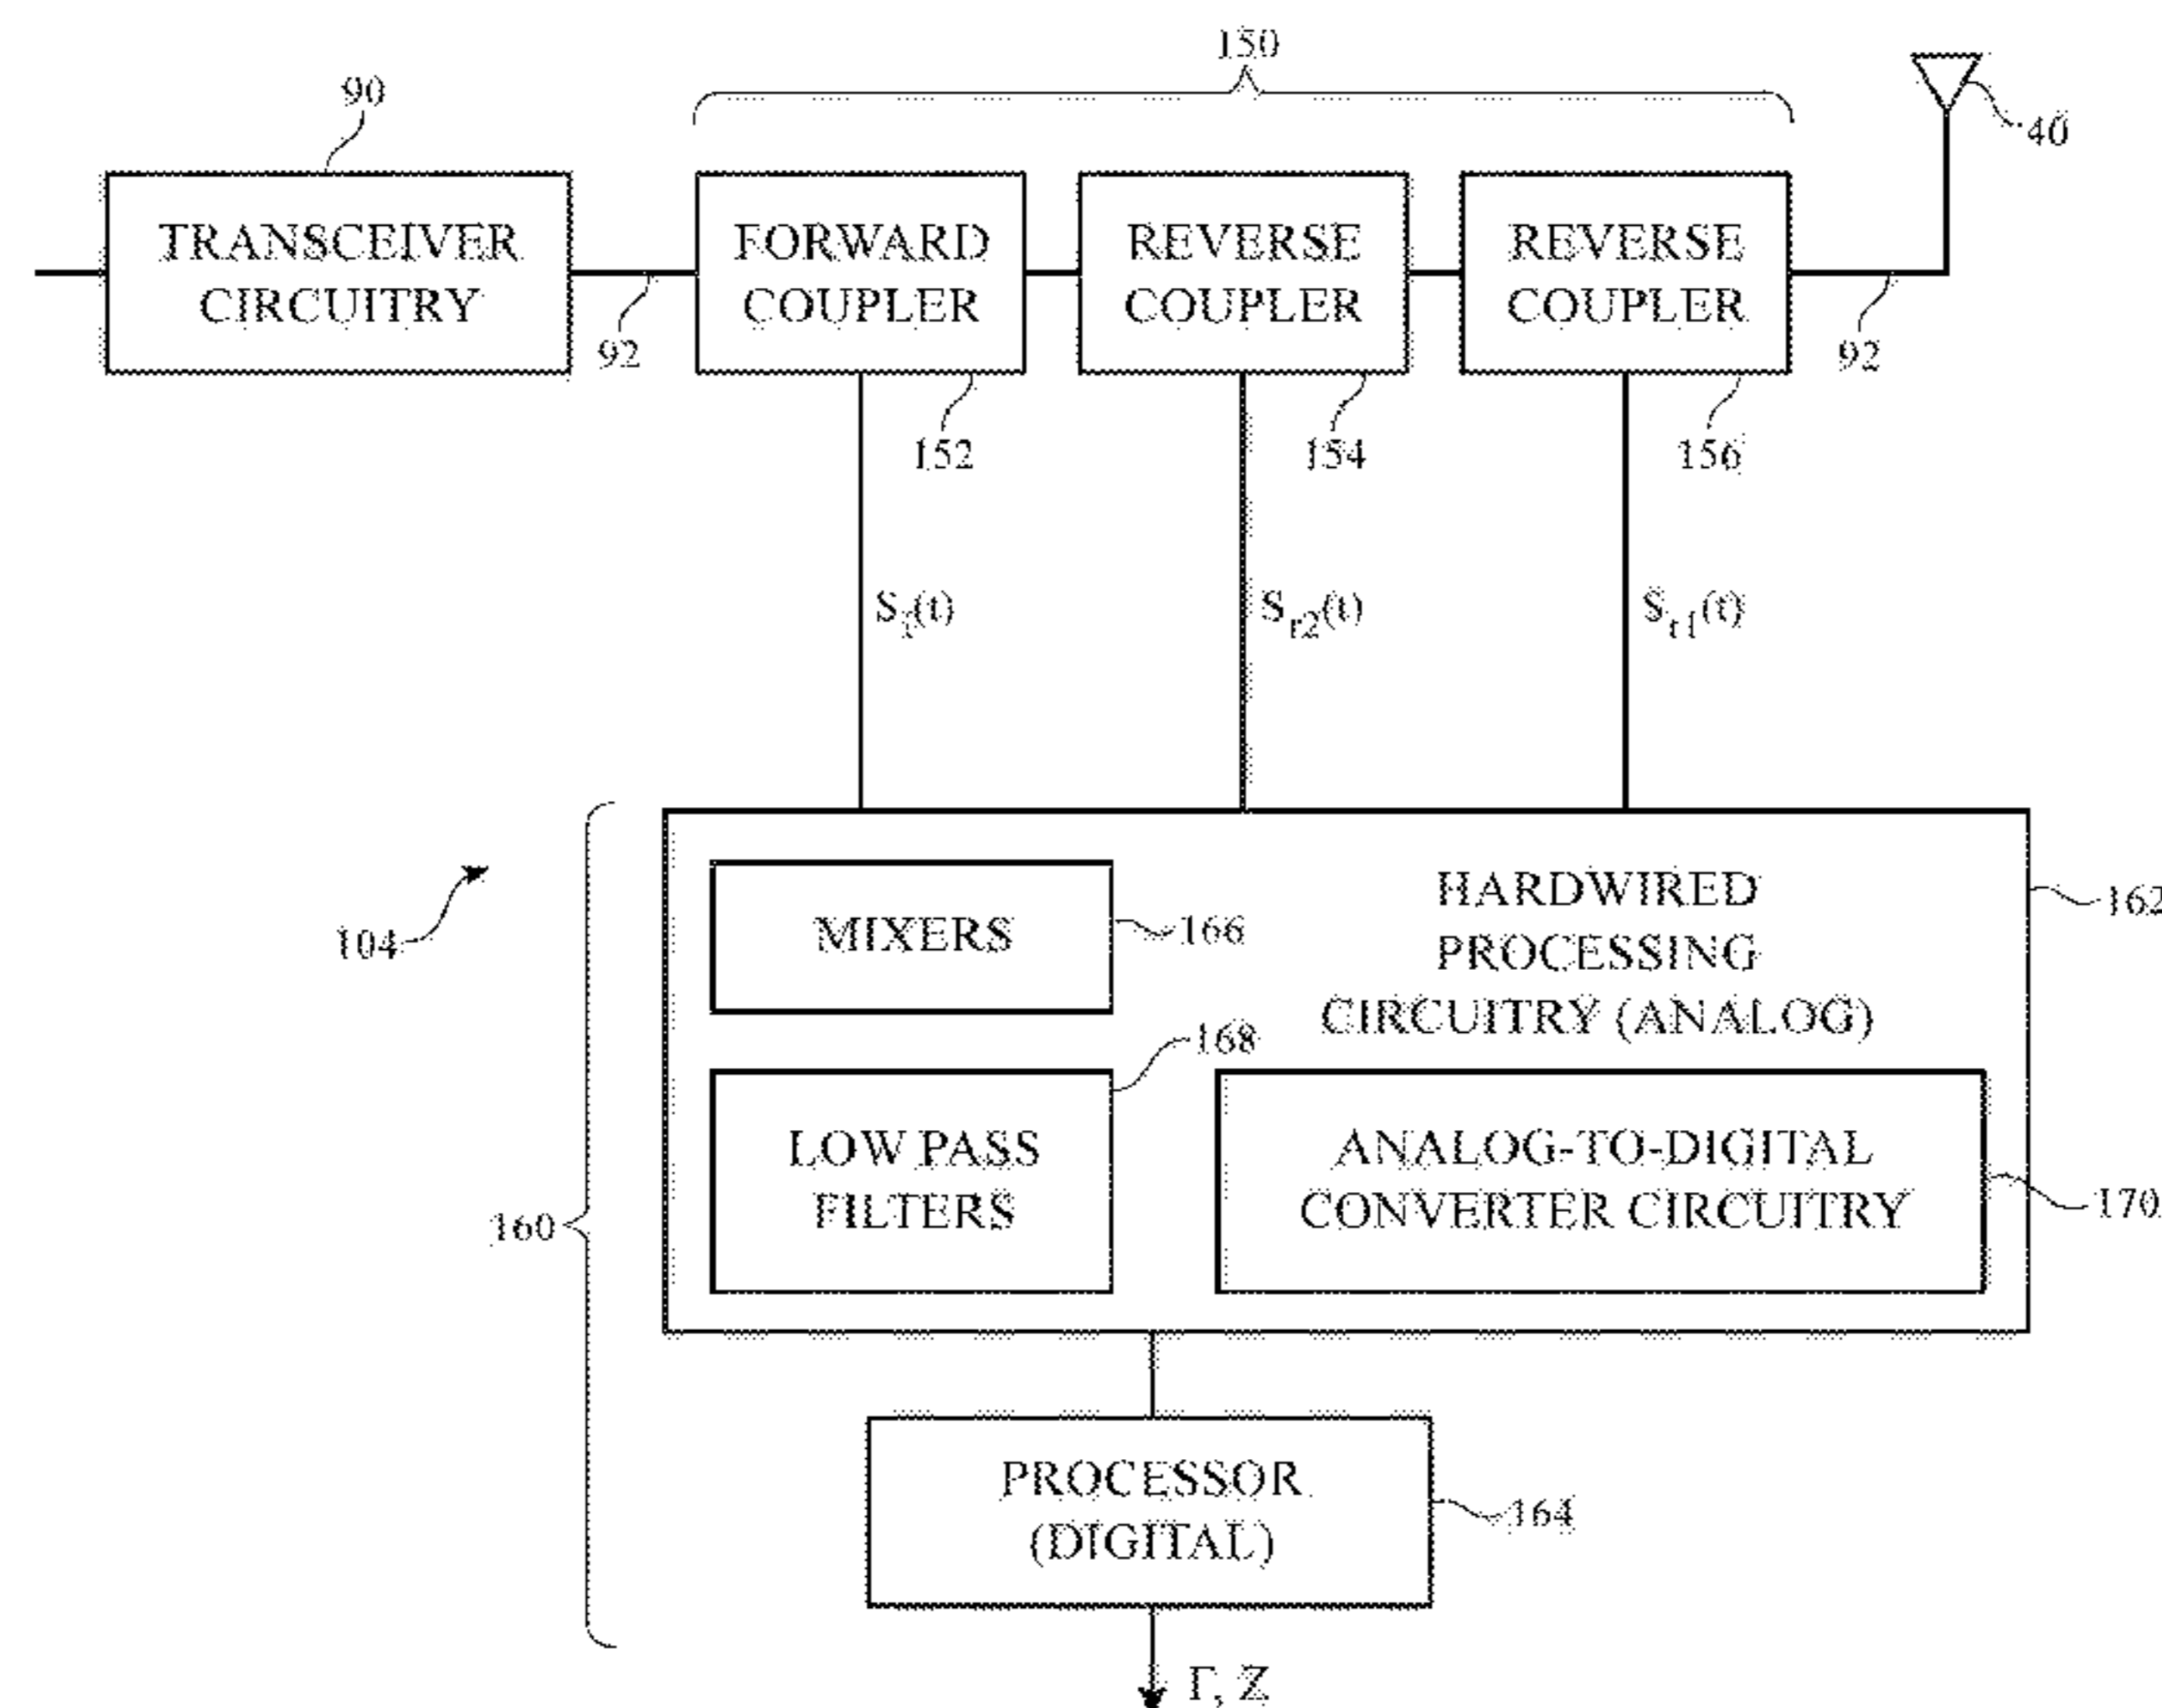 150
90
40
TRANSCEIVER
CIRCUITRY
FORWARD
COUPLER
REVERSE
COUPLER
REVERSE
COUPLER
92
92
152
154
156
Sf(t)
Sr2(t)
Sr1(t)
104
160
MIXERS
166
HARDWIRED
PROCESSING
CIRCUITRY (ANALOG)
162
LOW PASS
FILTERS
168
ANALOG-TO-DIGITAL
CONVERTER CIRCUITRY
170
PROCESSOR
(DIGITAL)
164
Γ, Z